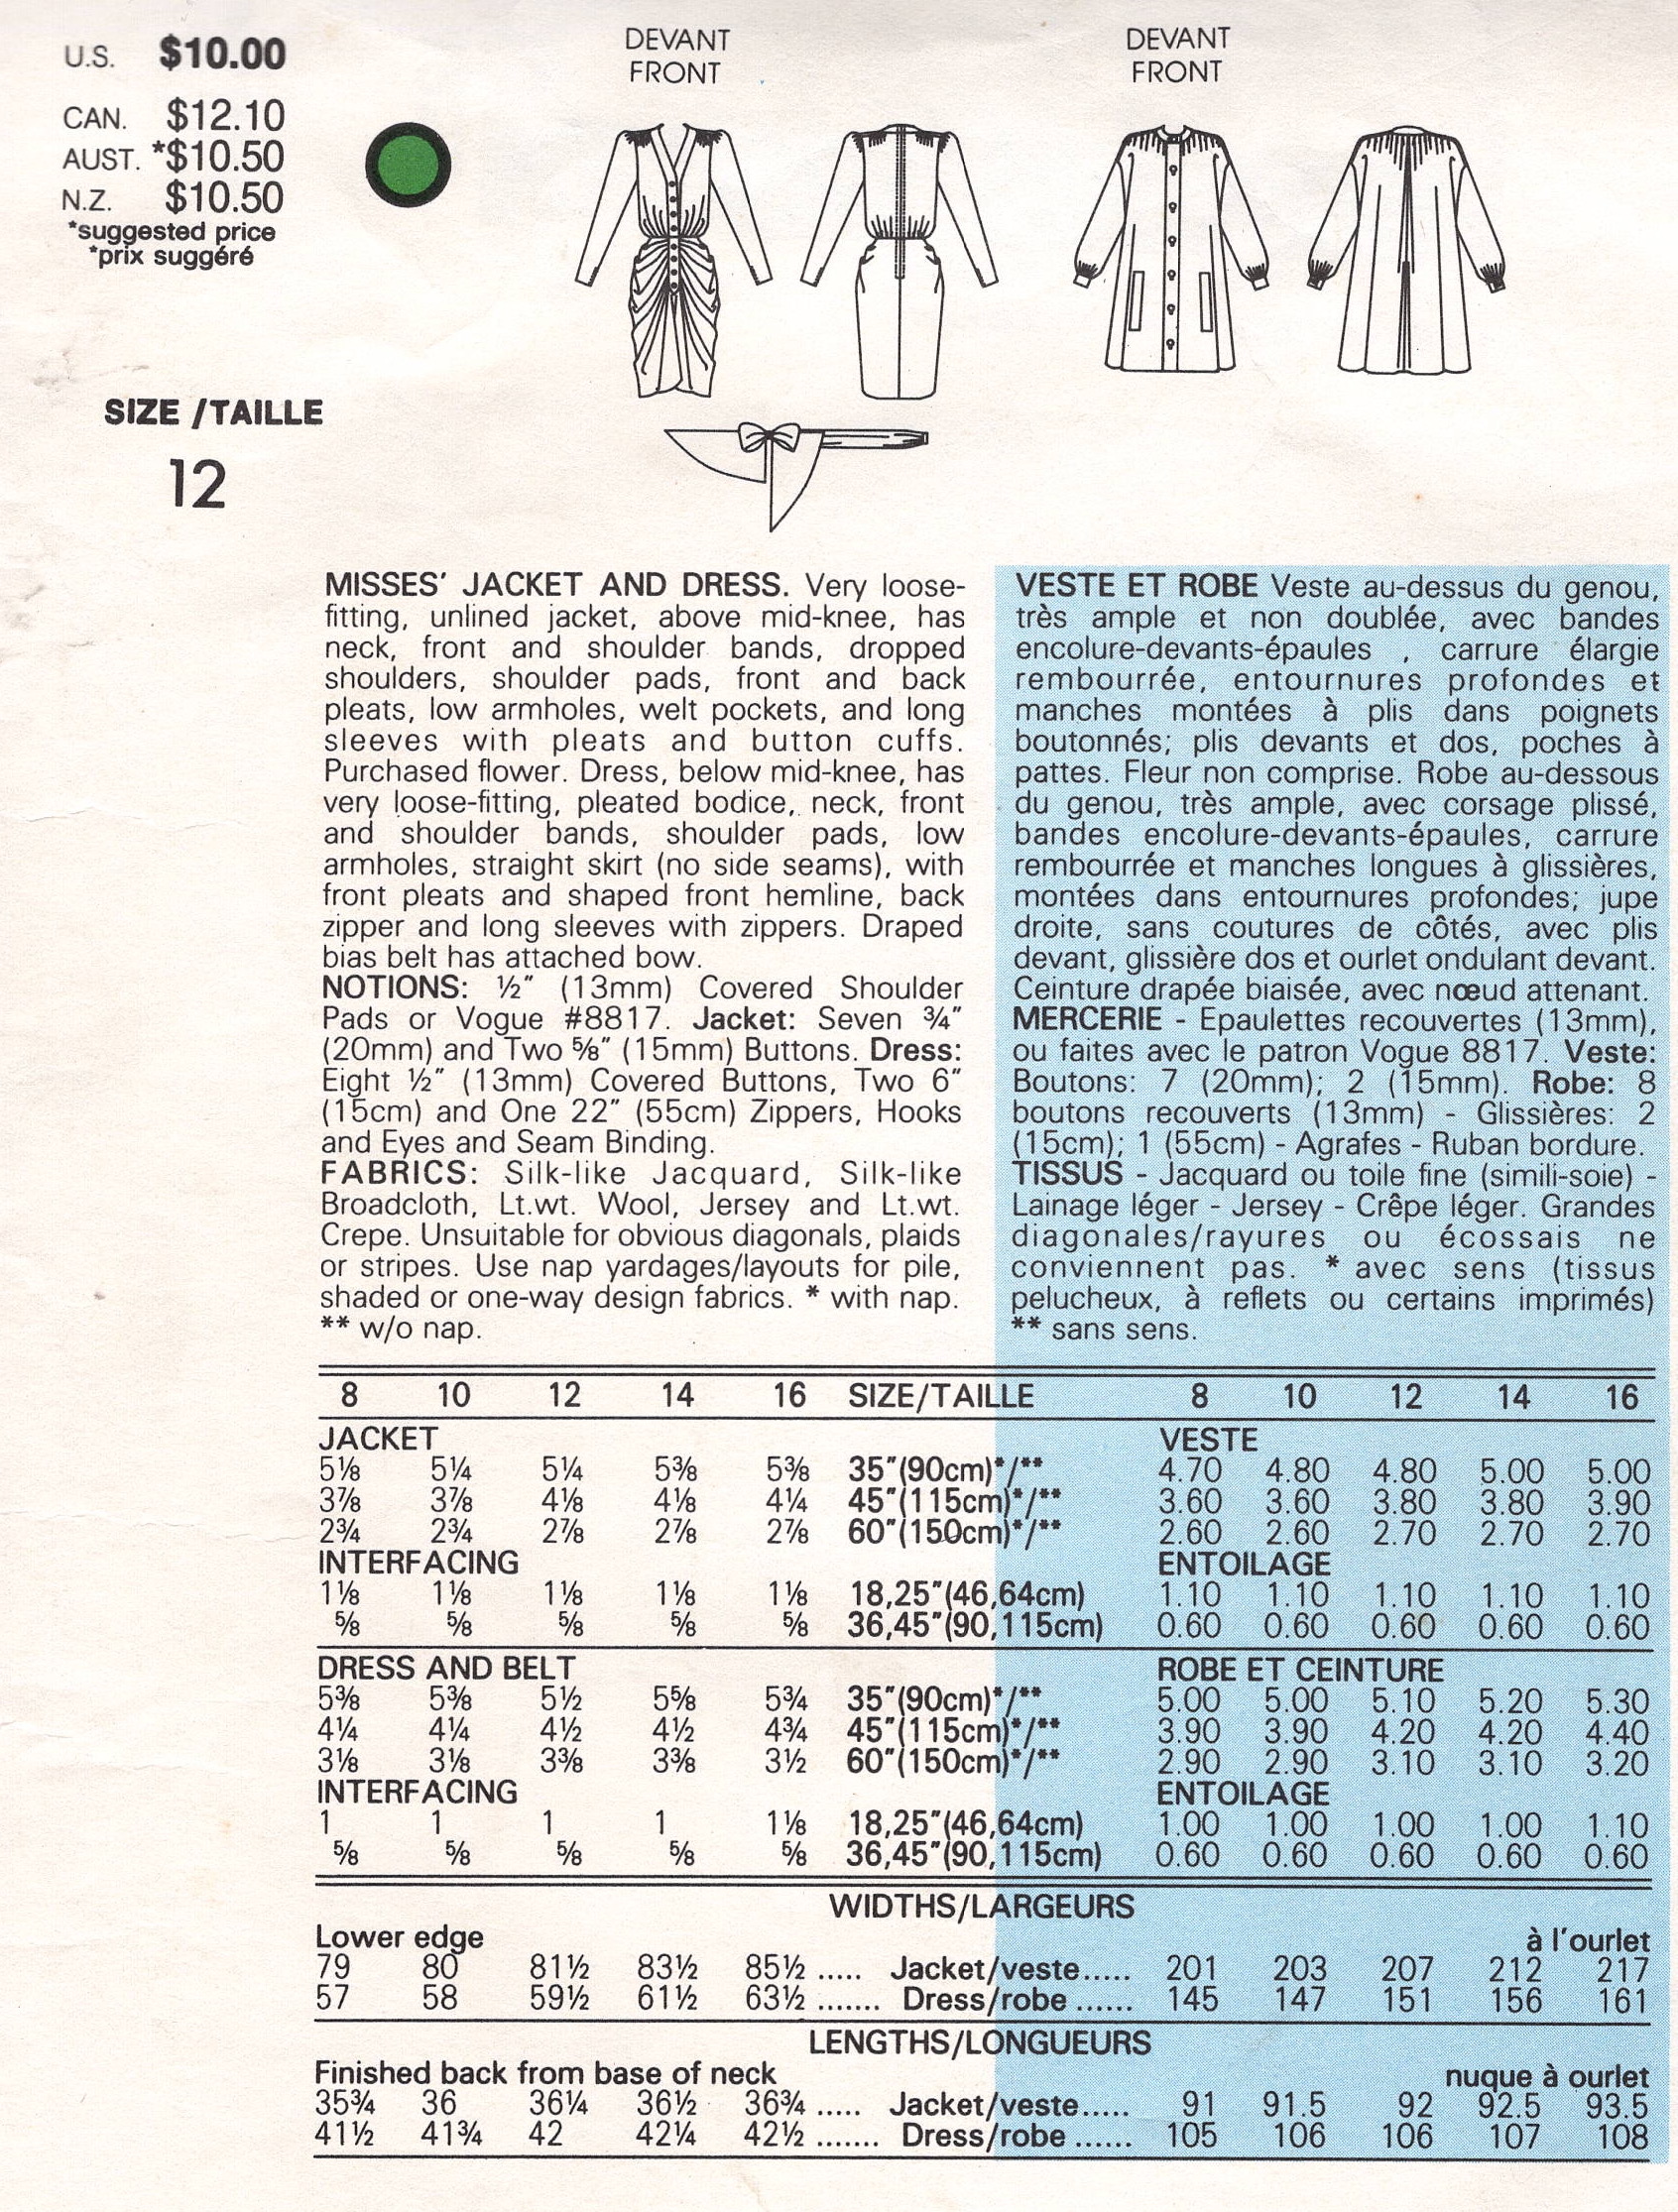 U.S. $10.00
CAN. $12.10
AUST. *$10.50
N.Z. $10.50
*suggested price
*prix suggéré
DEVANT
FRONT
DEVANT
FRONT
SIZE /TAILLE
12
MISSES' JACKET AND DRESS. Very loose-
fitting, unlined jacket, above mid-knee, has
neck, front and shoulder bands, dropped
shoulders, shoulder pads, front and back
pleats, low armholes, welt pockets, and long
sleeves with pleats and button cuffs.
Purchased flower. Dress, below mid-knee, has
very loose-fitting, pleated bodice, neck, front
and shoulder bands, shoulder pads, low
armholes, straight skirt (no side seams), with
front pleats and shaped front hemline, back
zipper and long sleeves with zippers. Draped
bias belt has attached bow.
NOTIONS: ½" (13mm) Covered Shoulder
Pads or Vogue #8817. Jacket: Seven ¾"
(20mm) and Two ⅝" (15mm) Buttons. Dress:
Eight ½" (13mm) Covered Buttons, Two 6"
(15cm) and One 22" (55cm) Zippers, Hooks
and Eyes and Seam Binding.
FABRICS: Silk-like Jacquard, Silk-like
Broadcloth, Lt.wt. Wool, Jersey and Lt.wt.
Crepe. Unsuitable for obvious diagonals, plaids
or stripes. Use nap yardages/layouts for pile,
shaded or one-way design fabrics. * with nap.
** w/o nap.
VESTE ET ROBE Veste au-dessus du genou,
très ample et non doublée, avec bandes
encolure-devants-épaules , carrure élargie
rembourrée, entournures profondes et
manches montées à plis dans poignets
boutonnés; plis devants et dos, poches à
pattes. Fleur non comprise. Robe au-dessous
du genou, très ample, avec corsage plissé,
bandes encolure-devants-épaules, carrure
rembourrée et manches longues à glissières,
montées dans entournures profondes; jupe
droite, sans coutures de côtés, avec plis
devant, glissière dos et ourlet ondulant devant.
Ceinture drapée biaisée, avec nœud attenant.
MERCERIE - Epaulettes recouvertes (13mm),
ou faites avec le patron Vogue 8817. Veste:
Boutons: 7 (20mm); 2 (15mm). Robe: 8
boutons recouverts (13mm) - Glissières: 2
(15cm); 1 (55cm) - Agrafes - Ruban bordure.
TISSUS - Jacquard ou toile fine (simili-soie) -
Lainage léger - Jersey - Crêpe léger. Grandes
diagonales/rayures ou écossais ne
conviennent pas. * avec sens (tissus
pelucheux, à reflets ou certains imprimés)
** sans sens.
8 10 12 14 16 SIZE/TAILLE 8 10 12 14 16
JACKET VESTE
5⅛ 5¼ 5¼ 5⅜ 5⅜ 35"(90cm)*/** 4.70 4.80 4.80 5.00 5.00
3⅞ 3⅞ 4⅛ 4⅛ 4¼ 45"(115cm)*/** 3.60 3.60 3.80 3.80 3.90
2¾ 2¾ 2⅞ 2⅞ 2⅞ 60"(150cm)*/** 2.60 2.60 2.70 2.70 2.70
INTERFACING ENTOILAGE
1⅛ 1⅛ 1⅛ 1⅛ 1⅛ 18,25"(46,64cm) 1.10 1.10 1.10 1.10 1.10
⅝ ⅝ ⅝ ⅝ ⅝ 36,45"(90,115cm) 0.60 0.60 0.60 0.60 0.60
DRESS AND BELT ROBE ET CEINTURE
5⅜ 5⅜ 5½ 5⅝ 5¾ 35"(90cm)*/** 5.00 5.00 5.10 5.20 5.30
4¼ 4¼ 4½ 4½ 4¾ 45"(115cm)*/** 3.90 3.90 4.20 4.20 4.40
3⅛ 3⅛ 3⅜ 3⅜ 3½ 60"(150cm)*/** 2.90 2.90 3.10 3.10 3.20
INTERFACING ENTOILAGE
1 1 1 1 1⅛ 18,25"(46,64cm) 1.00 1.00 1.00 1.00 1.10
⅝ ⅝ ⅝ ⅝ ⅝ 36,45"(90,115cm) 0.60 0.60 0.60 0.60 0.60
WIDTHS/LARGEURS
Lower edge à l'ourlet
79 80 81½ 83½ 85½ ..... Jacket/veste..... 201 203 207 212 217
57 58 59½ 61½ 63½ ....... Dress/robe ...... 145 147 151 156 161
LENGTHS/LONGUEURS
Finished back from base of neck nuque à ourlet
35¾ 36 36¼ 36½ 36¾ ..... Jacket/veste..... 91 91.5 92 92.5 93.5
41½ 41¾ 42 42¼ 42½ ....... Dress/robe ...... 105 106 106 107 108